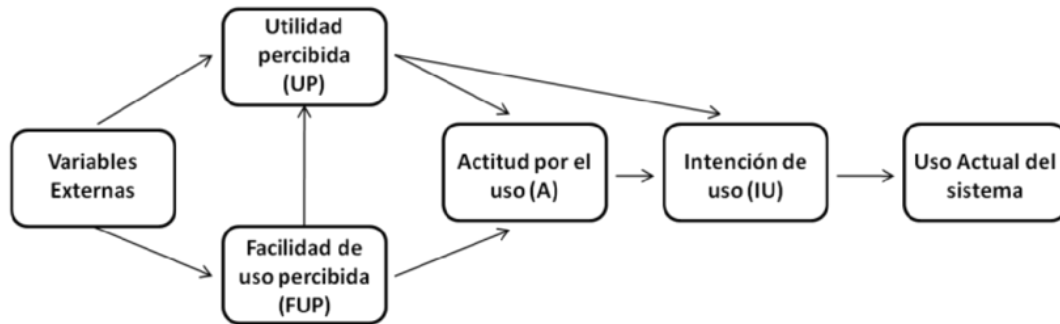 Utilidad
percibida
(UP)
Variables
Externas
Facilidad de
uso percibida
(FUP)
Actitud por el
uso (A)
Intención de
uso (IU)
Uso Actual del
sistema